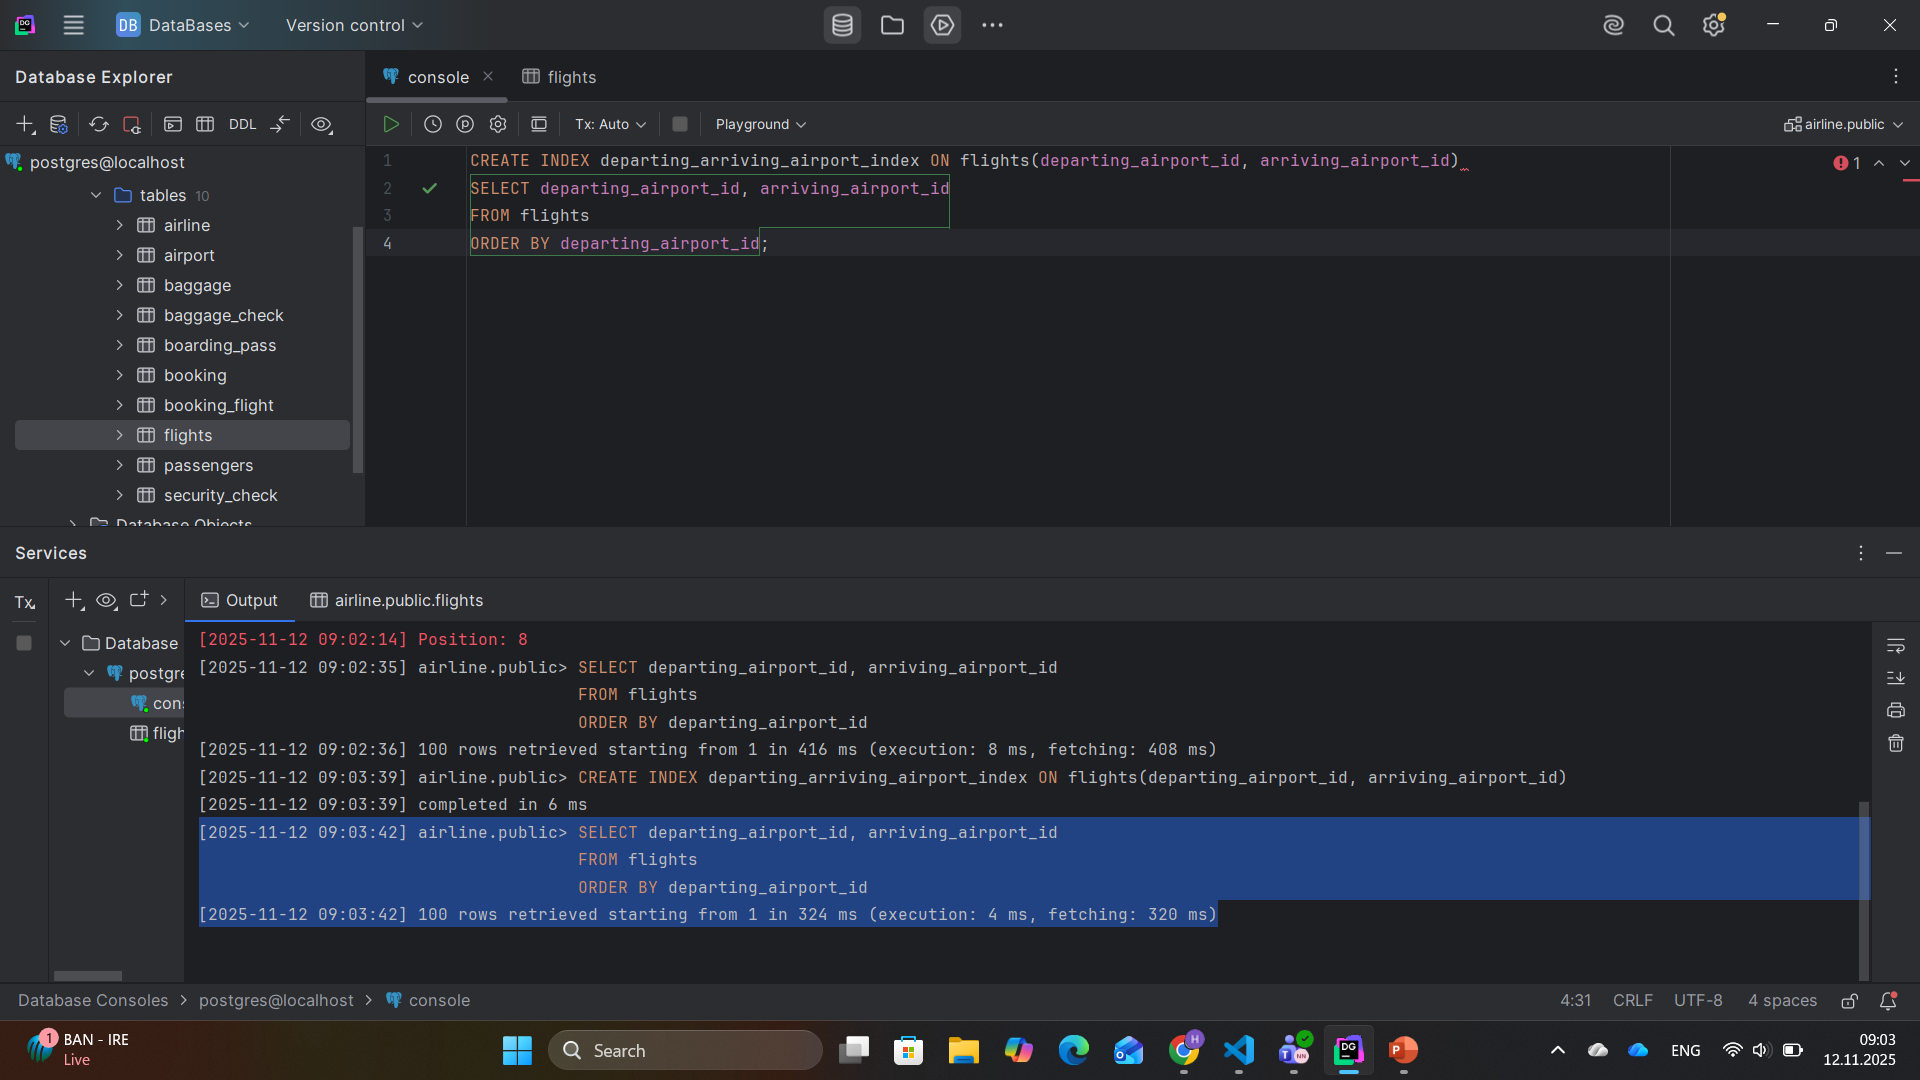 DB DataBases
Version control
Database Explorer
console
flights
DDL
Tx: Auto
Playground
airline.public
postgres@localhost
tables 10
airline
airport
baggage
baggage_check
boarding_pass
booking
booking_flight
flights
passengers
security_check
Database Objects
1 CREATE INDEX departing_arriving_airport_index ON flights(departing_airport_id, arriving_airport_id)
2 SELECT departing_airport_id, arriving_airport_id
3 FROM flights
4 ORDER BY departing_airport_id;
1
Services
Tx
Output
airline.public.flights
Database
postgre
cons
fligh
[2025-11-12 09:02:14] Position: 8
[2025-11-12 09:02:35] airline.public> SELECT departing_airport_id, arriving_airport_id
FROM flights
ORDER BY departing_airport_id
[2025-11-12 09:02:36] 100 rows retrieved starting from 1 in 416 ms (execution: 8 ms, fetching: 408 ms)
[2025-11-12 09:03:39] airline.public> CREATE INDEX departing_arriving_airport_index ON flights(departing_airport_id, arriving_airport_id)
[2025-11-12 09:03:39] completed in 6 ms
[2025-11-12 09:03:42] airline.public> SELECT departing_airport_id, arriving_airport_id
FROM flights
ORDER BY departing_airport_id
[2025-11-12 09:03:42] 100 rows retrieved starting from 1 in 324 ms (execution: 4 ms, fetching: 320 ms)
Database Consoles > postgres@localhost > console
4:31 CRLF UTF-8 4 spaces
1
BAN - IRE
Live
Search
ENG
09:03
12.11.2025